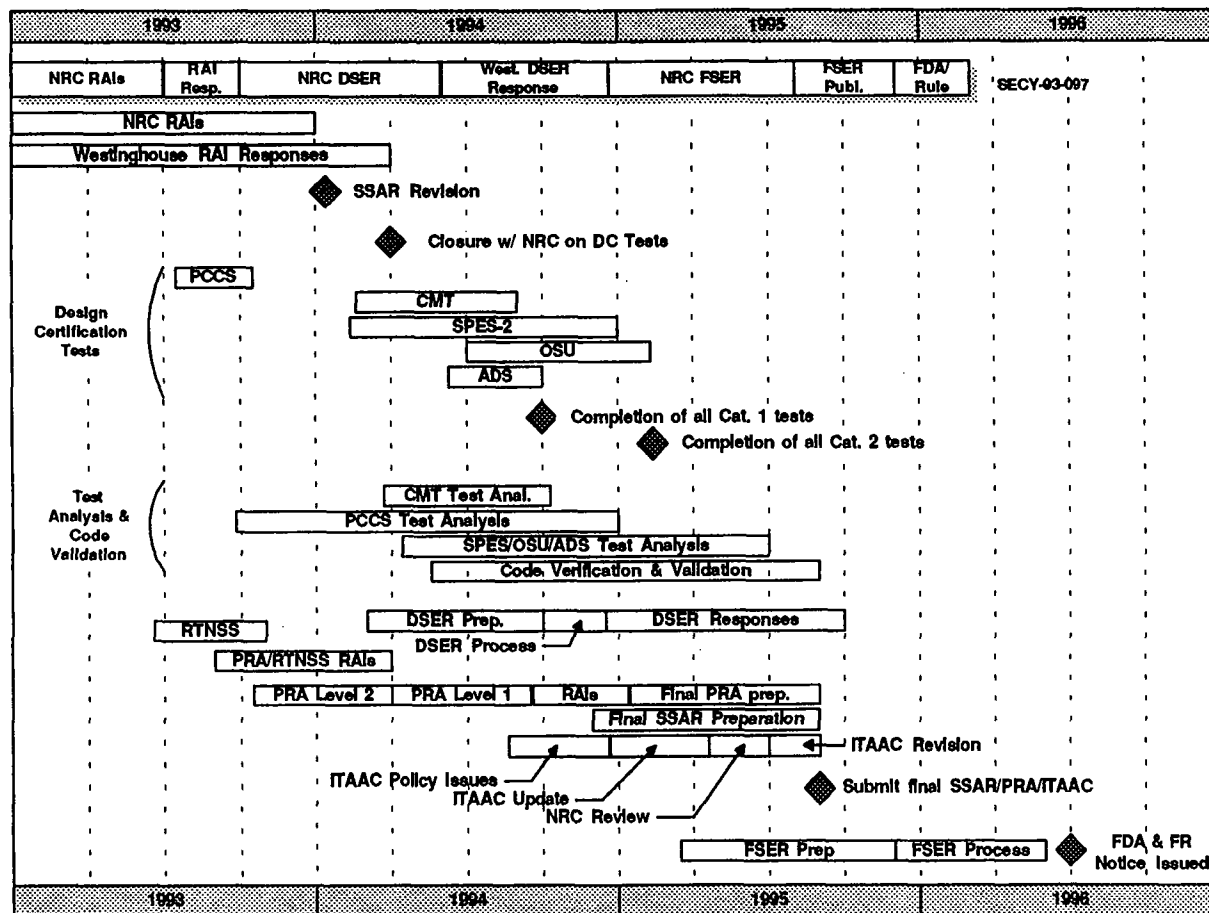 1993 1994 1995 1996
NRC RAIs
RAI
Resp.
NRC DSER
West. DSER
Response
NRC FSER
FSER
Publ.
FDA/
Rule
SECY-93-097
NRC RAIs
Westinghouse RAI Responses
SSAR Revision
Closure w/ NRC on DC Tests
PCCS
Design
Certification
Tests
CMT
SPES-2
OSU
ADS
Completion of all Cat. 1 tests
Completion of all Cat. 2 tests
Test
Analysis &
Code
Validation
CMT Test Anal.
PCCS Test Analysis
SPES/OSU/ADS Test Analysis
Code Verification & Validation
DSER Prep.
DSER Responses
RTNSS
DSER Process
PRA/RTNSS RAIs
PRA Level 2
PRA Level 1
RAIs
Final PRA prep.
Final SSAR Preparation
ITAAC Revision
ITAAC Policy Issues
ITAAC Update
NRC Review
Submit final SSAR/PRA/ITAAC
FSER Prep
FSER Process
FDA & FR
Notice Issued
1993 1994 1995 1996